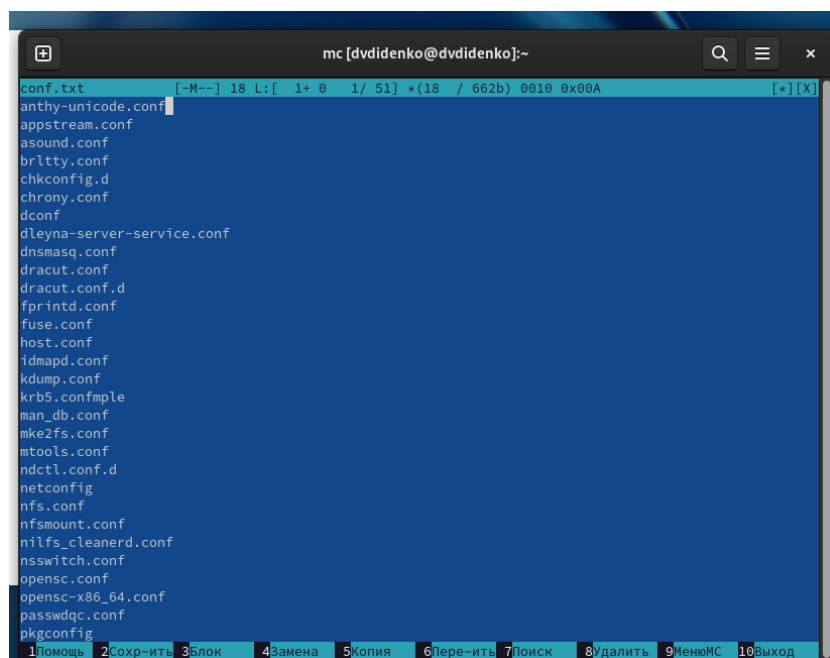 mc [dvdidenko@dvdidenko]:~
conf.txt [-M--] 18 L:[ 1+ 0 1/ 51] *(18 / 662b) 0010 0x00A [*][X]
anthy-unicode.conf
appstream.conf
asound.conf
brltty.conf
chkconfig.d
chrony.conf
dconf
dleyna-server-service.conf
dnsmasq.conf
dracut.conf
dracut.conf.d
fprintd.conf
fuse.conf
host.conf
idmapd.conf
kdump.conf
krb5.confmple
man_db.conf
mke2fs.conf
mtools.conf
ndctl.conf.d
netconfig
nfs.conf
nfsmount.conf
nilfs_cleanerd.conf
nsswitch.conf
opensc.conf
opensc-x86_64.conf
passwdqc.conf
pkgconfig
1Помощь 2Сохр~ить 3Блок 4Замена 5Копия 6Пере~ить 7Поиск 8Удалить 9МенюМС 10Выход